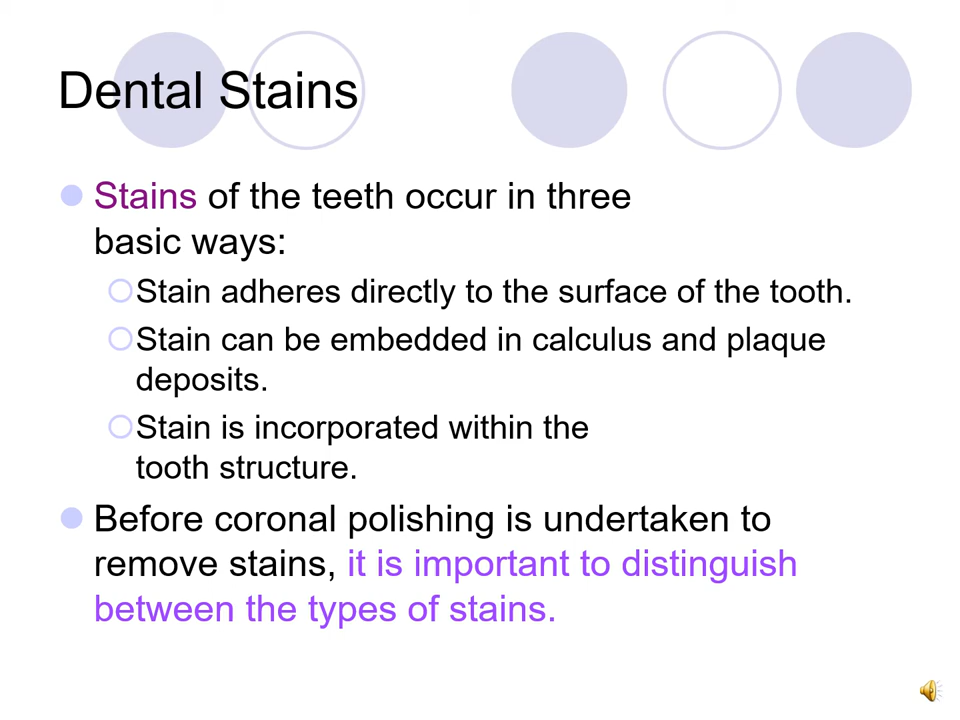 Dental Stains
Stains of the teeth occur in three
basic ways:
Stain adheres directly to the surface of the tooth.
Stain can be embedded in calculus and plaque
deposits.
Stain is incorporated within the
tooth structure.
Before coronal polishing is undertaken to
remove stains, it is important to distinguish
between the types of stains.